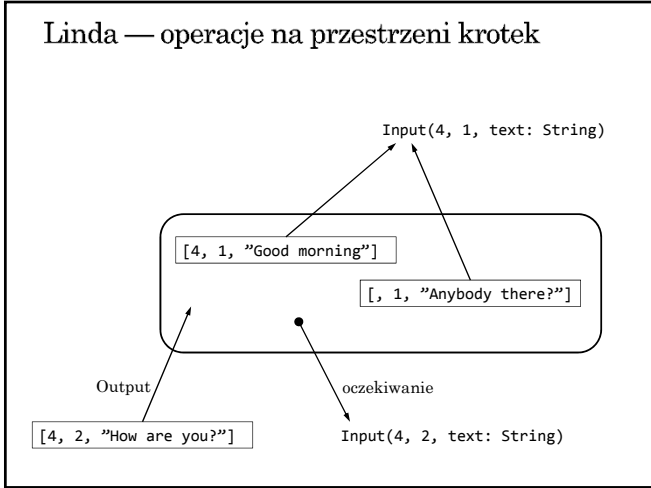 Linda — operacje na przestrzeni krotek
Input(4, 1, text: String)
[4, 1, ”Good morning”]
[, 1, ”Anybody there?”]
Output
oczekiwanie
[4, 2, ”How are you?”]
Input(4, 2, text: String)